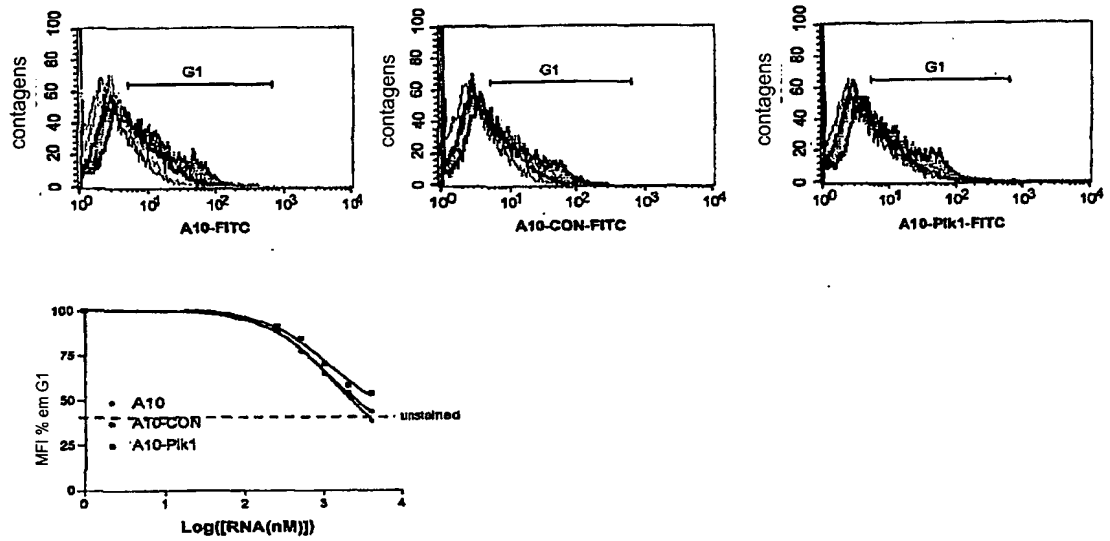 contagens
100
80
60
40
20
0
G1
10^0 10^1 10^2 10^3 10^4
A10-FITC
contagens
100
80
60
40
20
0
G1
10^0 10^1 10^2 10^3 10^4
A10-CON-FITC
contagens
100
80
60
40
20
0
G1
10^0 10^1 10^2 10^3 10^4
A10-Plk1-FITC
MFI % em G1
100
75
50
25
0
A10
A10-CON
A10-Plk1
unstained
0 1 2 3 4
Log([RNA(nM)])